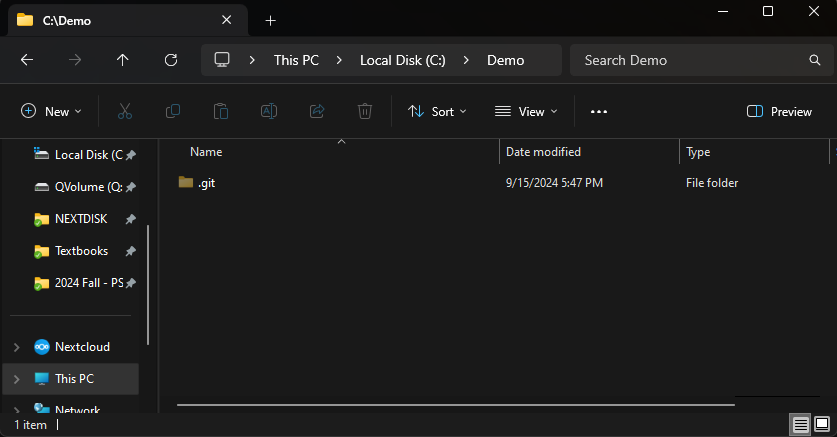 C:\Demo
This PC > Local Disk (C:) > Demo
Search Demo
New
Sort
View
Preview
Name
Date modified
Type
.git
9/15/2024 5:47 PM
File folder
Local Disk (C
QVolume (Q:
NEXTDISK
Textbooks
2024 Fall - PS
Nextcloud
This PC
Network
1 item